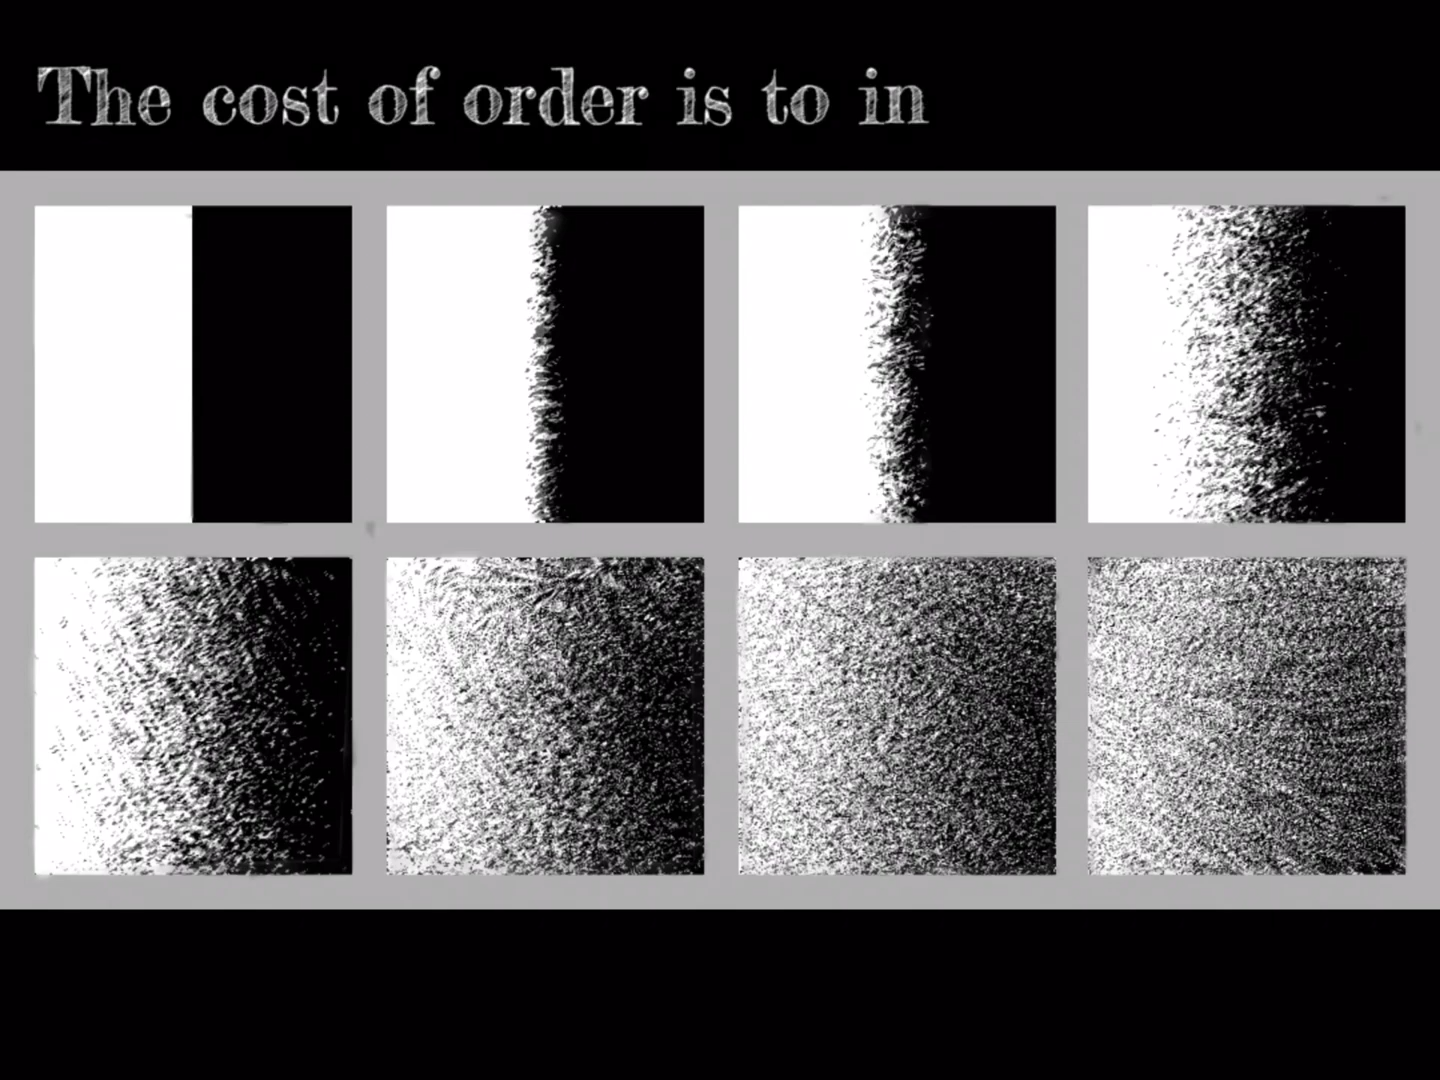 The cost of order is to in